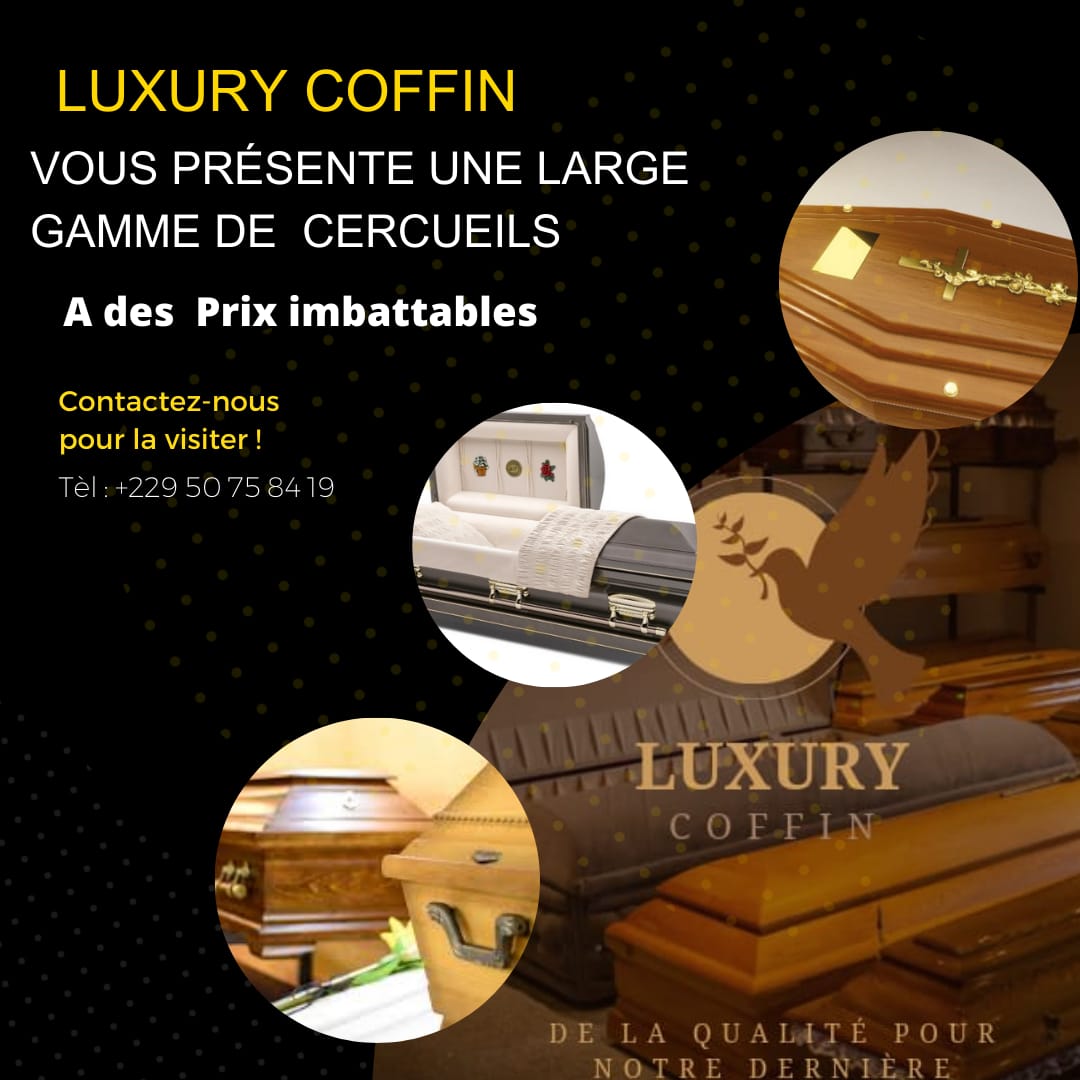 LUXURY COFFIN
VOUS PRÉSENTE UNE LARGE
GAMME DE CERCUEILS
A des Prix imbattables
Contactez-nous
pour la visiter !
Tèl : +229 50 75 84 19
LUXURY
COFFIN
DE LA QUALITÉ POUR
NOTRE DERNIÈRE